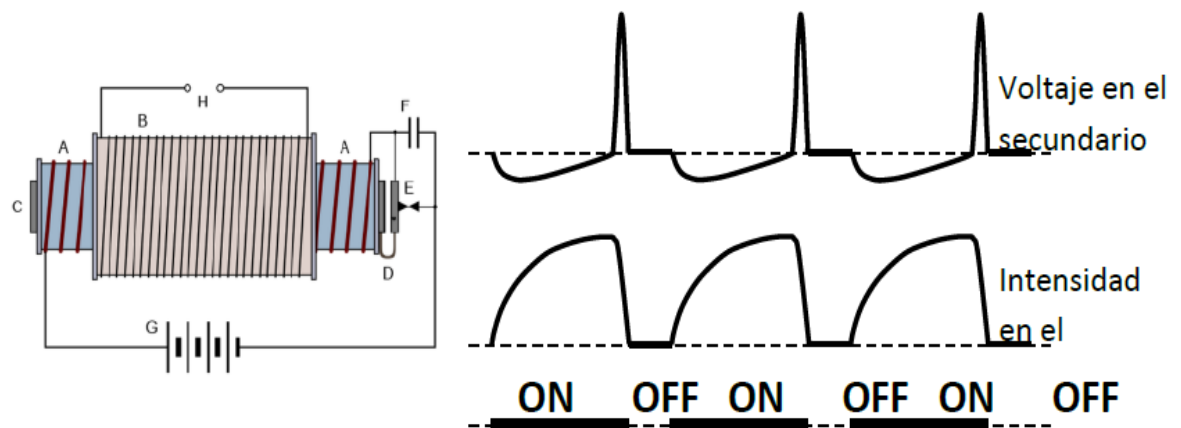 H
B
A
A
F
C
E
D
G
Voltaje en el
secundario
Intensidad
en el
ON OFF ON OFF ON OFF